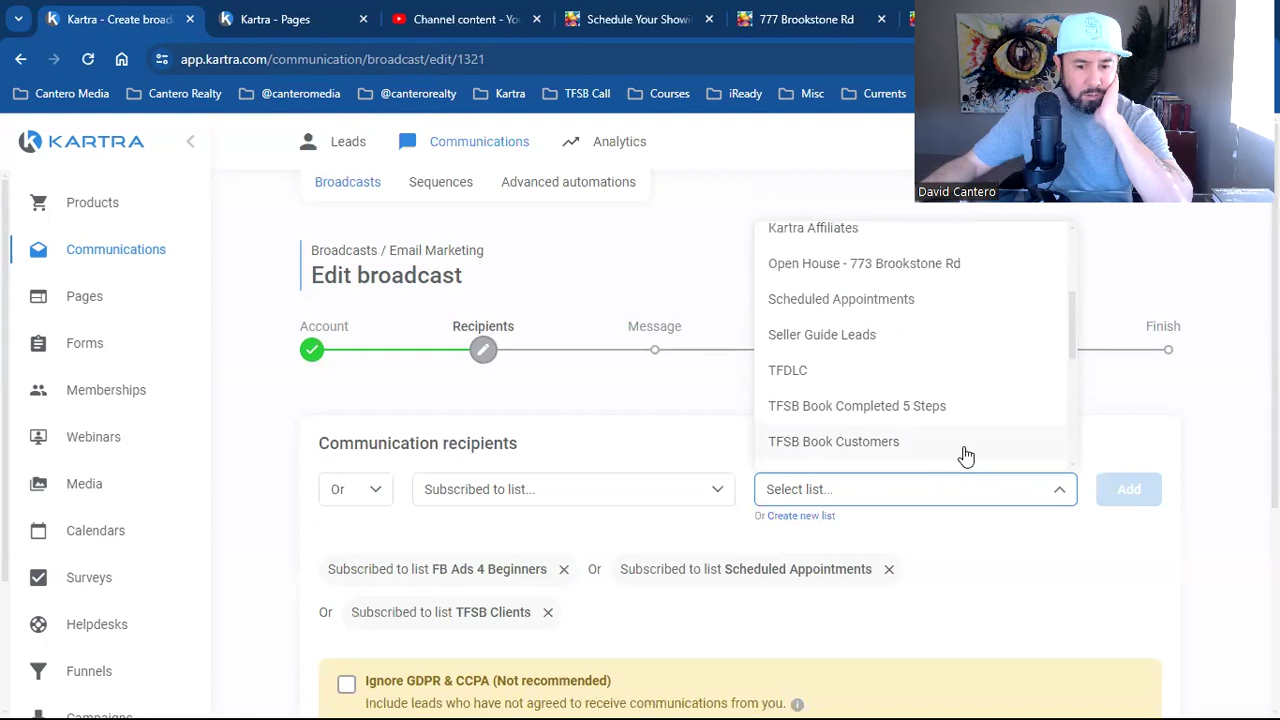 Kartra - Create broad
Kartra - Pages
Channel content - Yo
Schedule Your Showi
777 Brookstone Rd
app.kartra.com/communication/broadcast/edit/1321
Cantero Media
Cantero Realty
@canteromedia
@canterorealty
Kartra
TFSB Call
Courses
iReady
Misc
Currents
KARTRA
Leads
Communications
Analytics
Broadcasts
Sequences
Advanced automations
David Cantero
Products
Communications
Pages
Forms
Memberships
Webinars
Media
Calendars
Surveys
Helpdesks
Funnels
Campaigns
Broadcasts / Email Marketing
Edit broadcast
Account
Recipients
Message
Finish
Kartra Affiliates
Open House - 773 Brookstone Rd
Scheduled Appointments
Seller Guide Leads
TFDLC
TFSB Book Completed 5 Steps
TFSB Book Customers
Communication recipients
Or
Subscribed to list...
Select list...
Add
Or Create new list
Subscribed to list FB Ads 4 Beginners
Or
Subscribed to list Scheduled Appointments
Or
Subscribed to list TFSB Clients
Ignore GDPR & CCPA (Not recommended)
Include leads who have not agreed to receive communications from you.